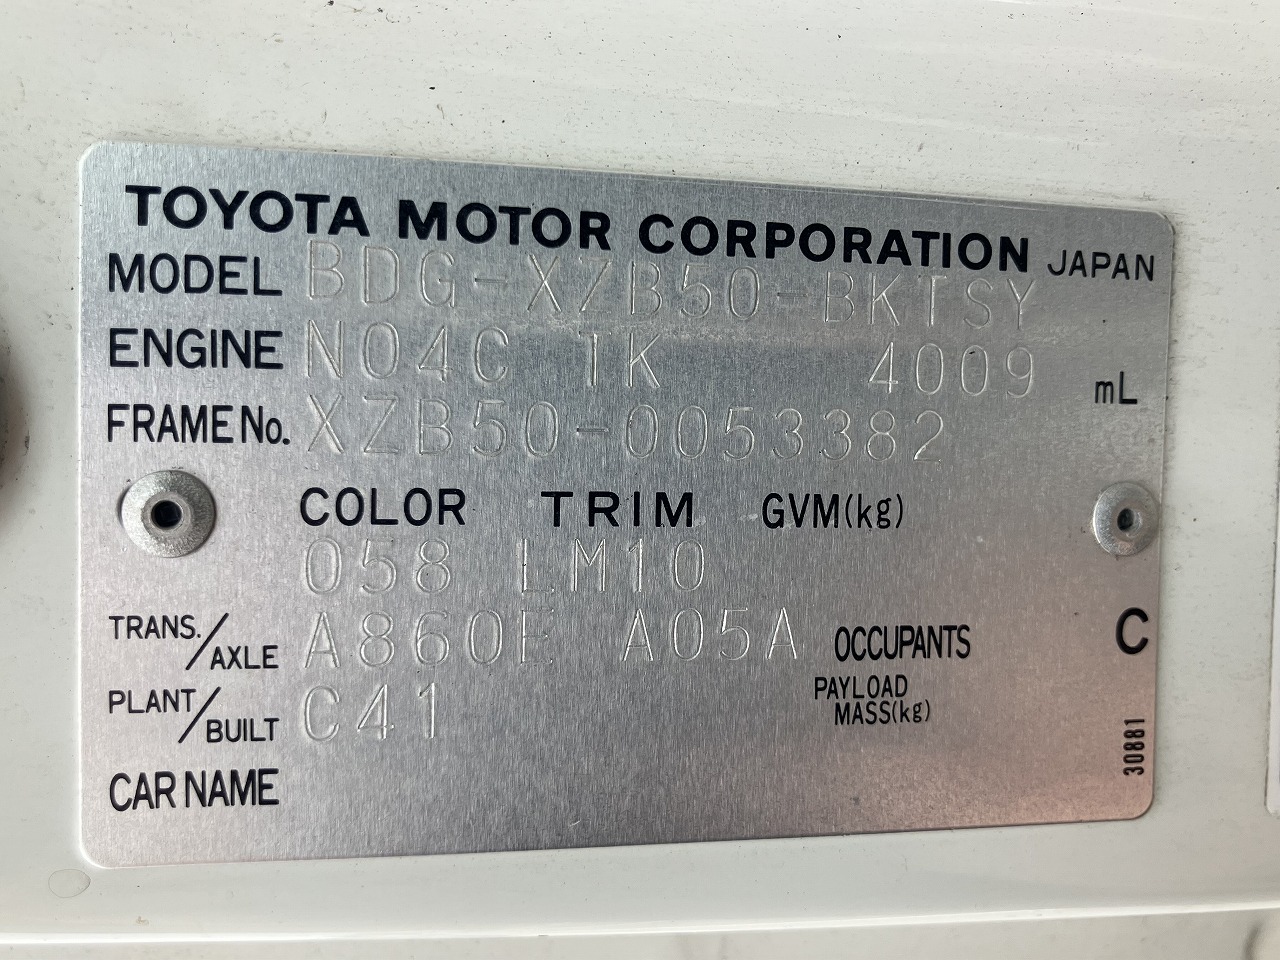 TOYOTA MOTOR CORPORATION JAPAN
MODEL BDG-XZB50-BKTSY
ENGINE N04C 1K 4009 mL
FRAME No. XZB50-0053382
COLOR TRIM GVM(kg)
058 LM10
TRANS./AXLE A860E A05A OCCUPANTS C
PLANT/BUILT C41 PAYLOAD MASS(kg)
CAR NAME
30881